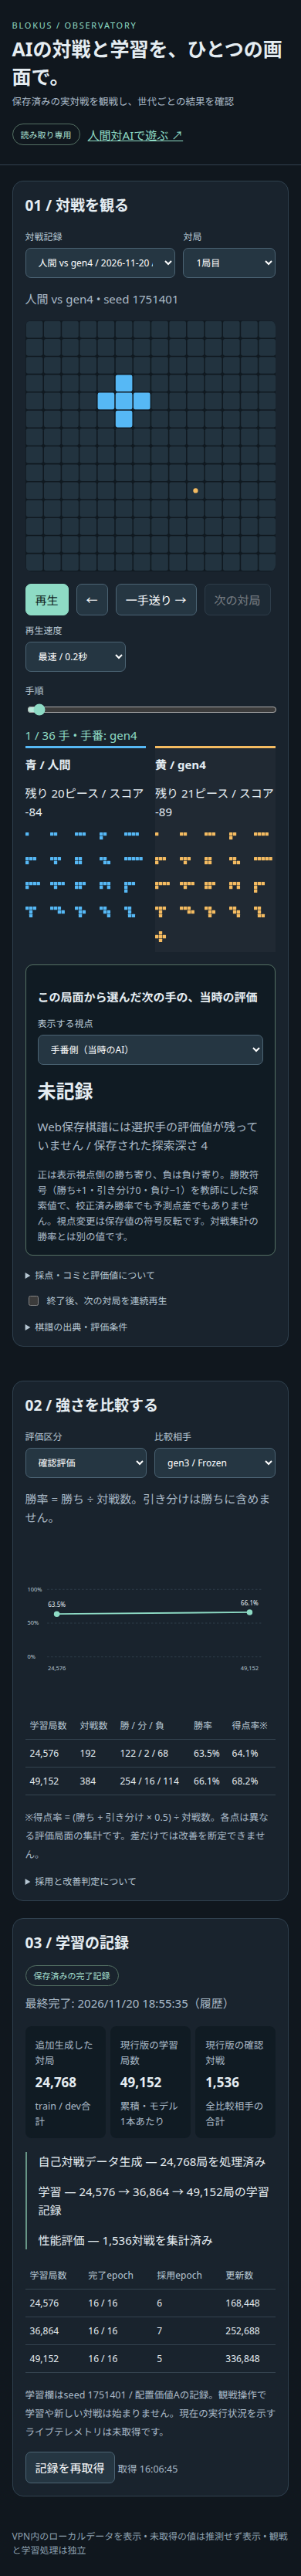 BLOKUS / OBSERVATORY
AIの対戦と学習を、ひとつの画
面で。
保存済みの実対戦を観戦し、世代ごとの結果を確認
読み取り専用 人間対AIで遊ぶ ↗
01 / 対戦を観る
対戦記録 対局
人間 vs gen4 / 2026-11-20 1局目
人間 vs gen4 • seed 1751401
再生 ← 一手送り → 次の対局
再生速度
最速 / 0.2秒
手順
1 / 36 手 • 手番: gen4
青 / 人間 黄 / gen4
残り 20ピース / スコア 残り 21ピース / スコア
-84 -89
この局面から選んだ次の手の、当時の評価
表示する視点
手番側（当時のAI）
未記録
Web保存棋譜には選択手の評価値が残って
いません / 保存された探索深さ 4
正は表示視点側の勝ち寄り、負は負け寄り。勝敗符
号（勝ち+1・引き分け0・負け−1）を教師にした探
索値で、校正済み勝率でも予測点差でもありませ
ん。視点変更は保存値の符号反転です。対戦集計の
勝率とは別の値です。
▶ 採点・コミと評価値について
終了後、次の対局を連続再生
▶ 棋譜の出典・評価条件
02 / 強さを比較する
評価区分 比較相手
確認評価 gen3 / Frozen
勝率 = 勝ち ÷ 対戦数。引き分けは勝ちに含めま
せん。
100%
63.5% 66.1%
50%
0%
24,576 49,152
学習局数 対戦数 勝 / 分 / 負 勝率 得点率※
24,576 192 122 / 2 / 68 63.5% 64.1%
49,152 384 254 / 16 / 114 66.1% 68.2%
※得点率 = (勝ち + 引き分け × 0.5) ÷ 対戦数。各点は異な
る評価局面の集計です。差だけでは改善を断定できませ
ん。
▶ 採用と改善判定について
03 / 学習の記録
保存済みの完了記録
最終完了: 2026/11/20 18:55:35（履歴）
追加生成した 現行版の学習 現行版の確認
対局 局数 対戦
24,768 49,152 1,536
train / dev合 累積・モデル 全比較相手の
計 1本あたり 合計
自己対戦データ生成 — 24,768局を処理済み
学習 — 24,576 → 36,864 → 49,152局の学習
記録
性能評価 — 1,536対戦を集計済み
学習局数 完了epoch 採用epoch 更新数
24,576 16 / 16 6 168,448
36,864 16 / 16 7 252,688
49,152 16 / 16 5 336,848
学習欄はseed 1751401 / 配置価値Aの記録。観戦操作で
学習や新しい対戦は始まりません。現在の実行状況を示す
ライブテレメトリは未取得です。
記録を再取得 取得 16:06:45
VPN内のローカルデータを表示 • 未取得の値は推測せず表示 • 観戦
と学習処理は独立